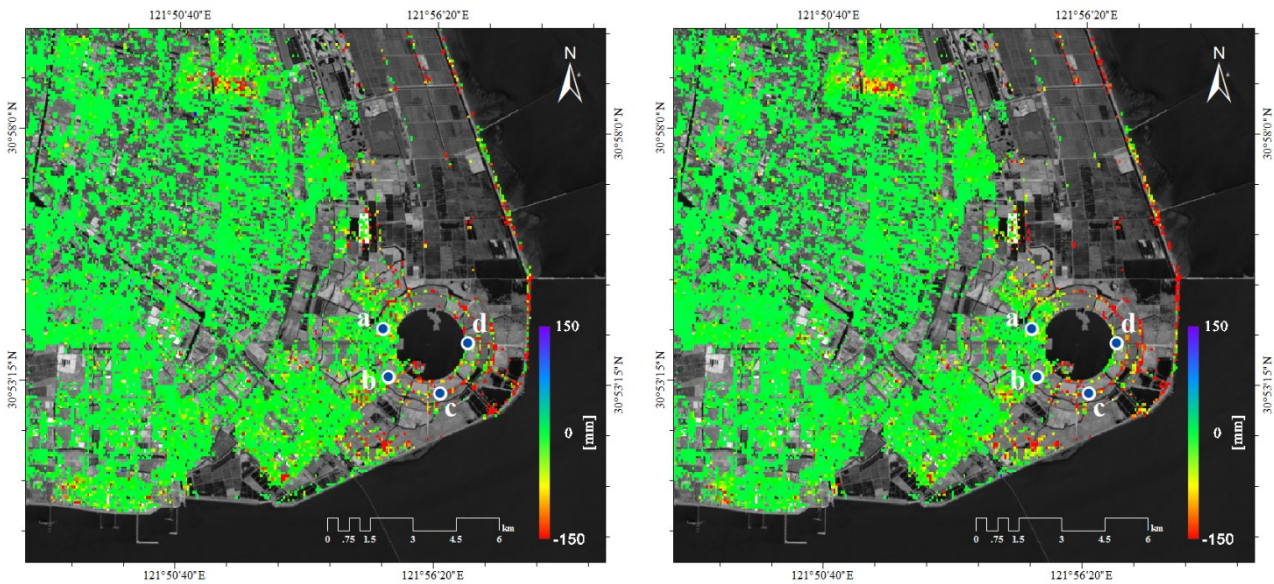 121°50'40"E 121°56'20"E 121°50'40"E 121°56'20"E
N N
30°58'0"N 30°58'0"N 30°58'0"N 30°58'0"N
a d a d
150 150
30°53'15"N b 0 [mm] 30°53'15"N 30°53'15"N b 0 [mm] 30°53'15"N
c c
km km
0 .75 1.5 3 4.5 6 -150 0 .75 1.5 3 4.5 6 -150
121°50'40"E 121°56'20"E 121°50'40"E 121°56'20"E